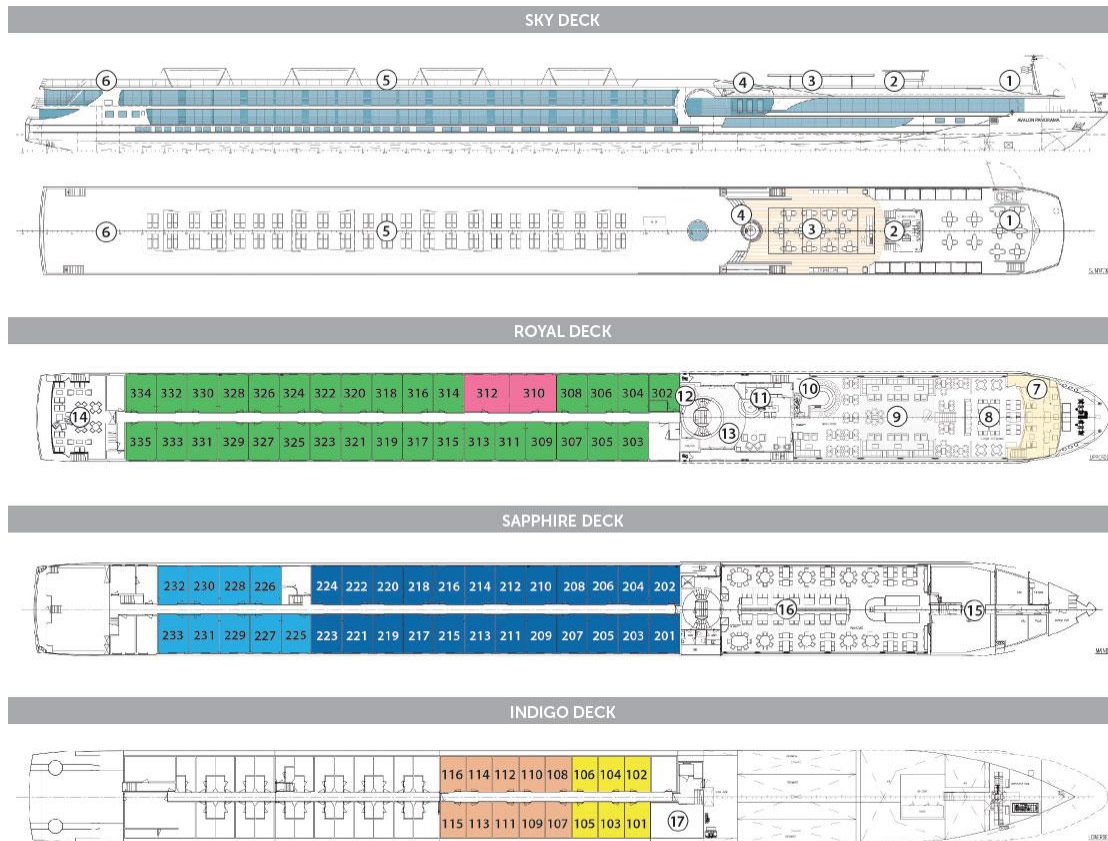 SKY DECK
6 5 4 3 2 1
AVALON PANORAMA
6 5 4 3 2 1
ROYAL DECK
334 332 330 328 326 324 322 320 318 316 314 312 310 308 306 304 302 12 11 10 7
14 13 9 8
335 333 331 329 327 325 323 321 319 317 315 313 311 309 307 305 303
SAPPHIRE DECK
232 230 228 226 224 222 220 218 216 214 212 210 208 206 204 202
16 15
233 231 229 227 225 223 221 219 217 215 213 211 209 207 205 203 201
INDIGO DECK
116 114 112 110 108 106 104 102
115 113 111 109 107 105 103 101 17